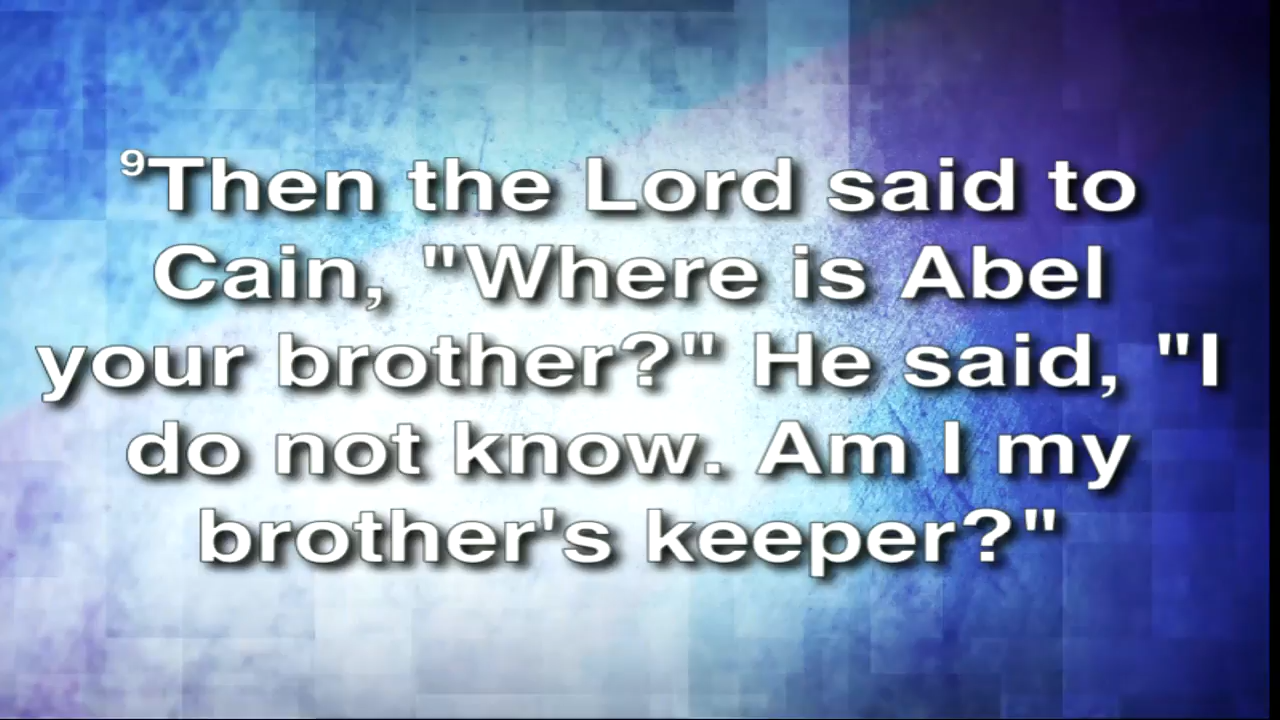 ⁹Then the Lord said to
Cain, "Where is Abel
your brother?" He said, "I
do not know. Am I my
brother's keeper?"